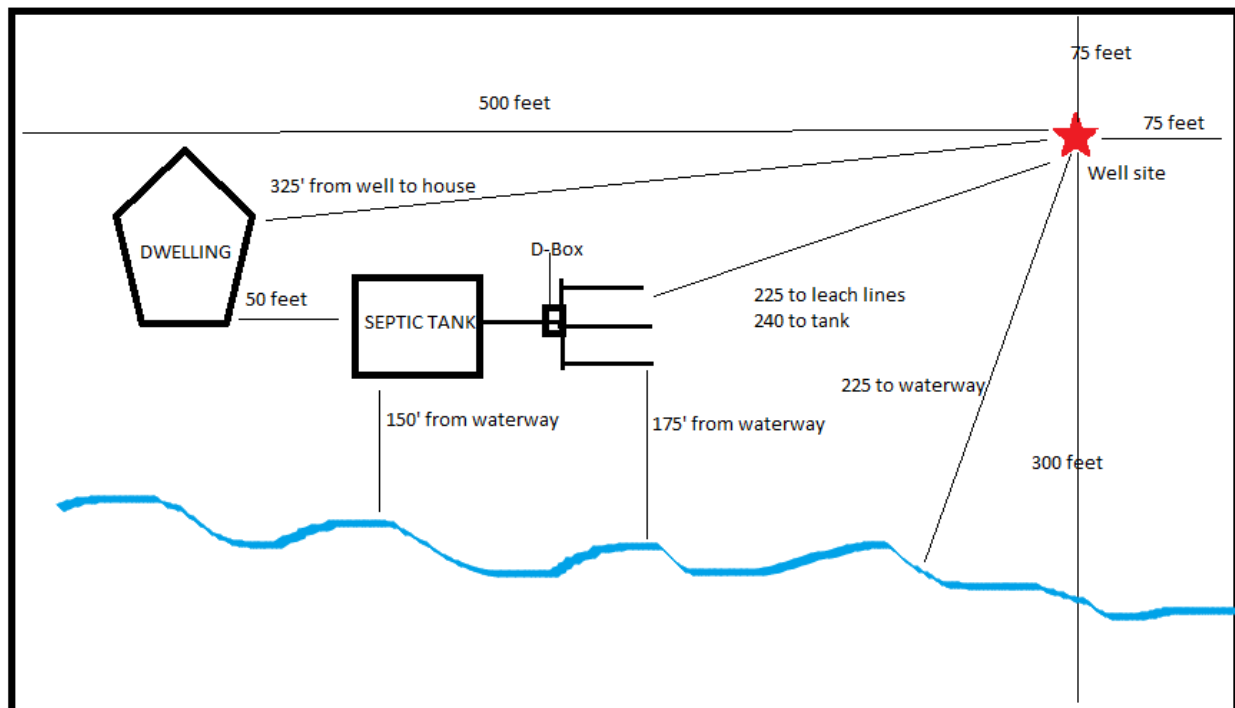 75 feet
500 feet
75 feet
Well site
325' from well to house
DWELLING
D-Box
50 feet
SEPTIC TANK
225 to leach lines
240 to tank
225 to waterway
150' from waterway
175' from waterway
300 feet